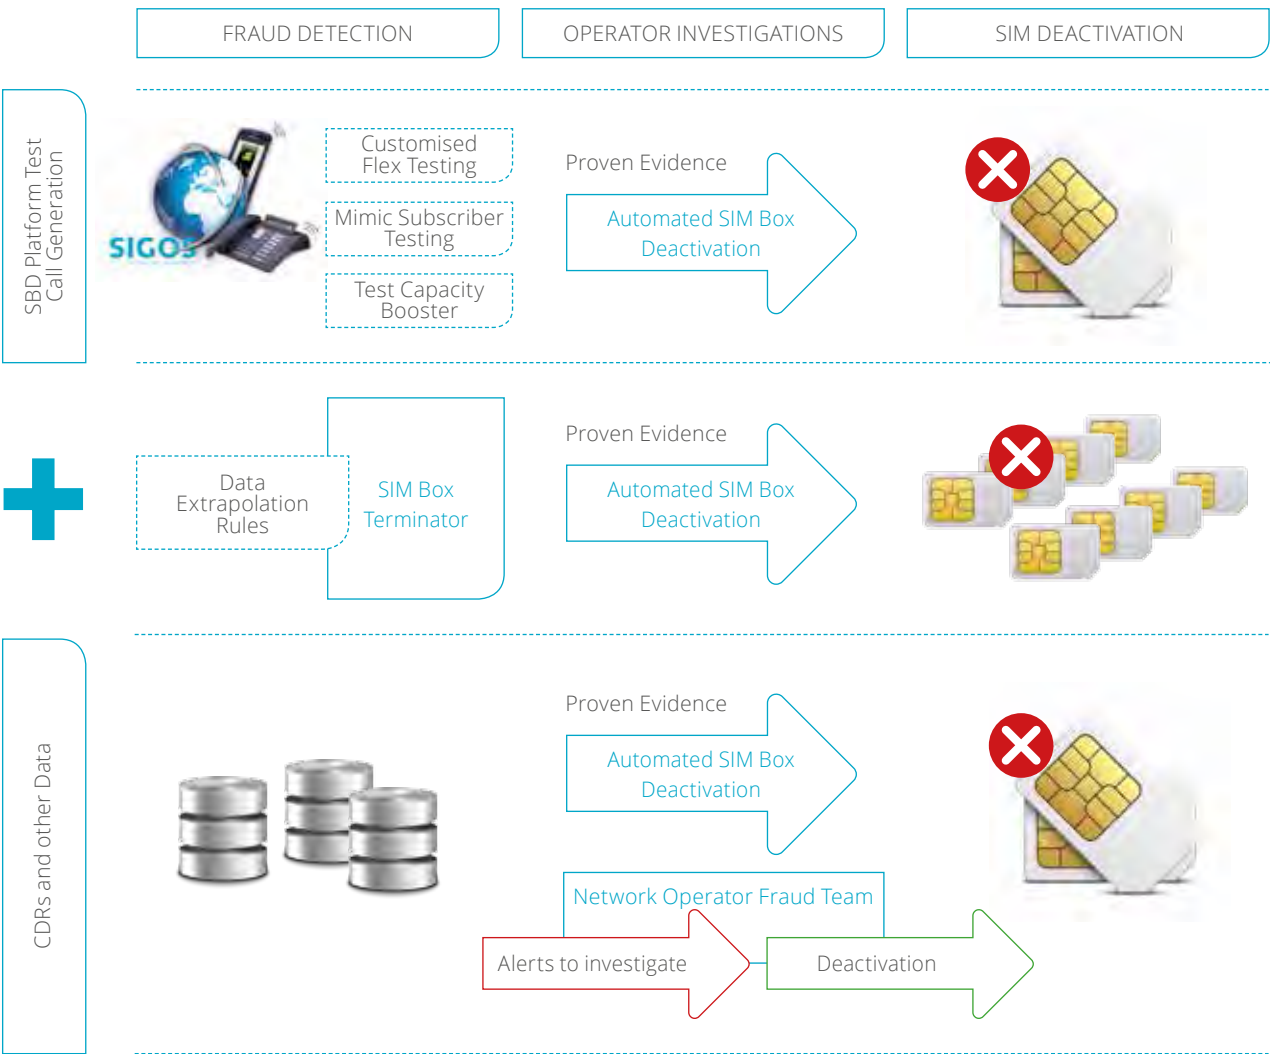 FRAUD DETECTION
OPERATOR INVESTIGATIONS
SIM DEACTIVATION
SBD Platform Test
Call Generation
SIGOS
Customised
Flex Testing
Mimic Subscriber
Testing
Test Capacity
Booster
Proven Evidence
Automated SIM Box
Deactivation
Data
Extrapolation
Rules
SIM Box
Terminator
Proven Evidence
Automated SIM Box
Deactivation
CDRs and other Data
Proven Evidence
Automated SIM Box
Deactivation
Network Operator Fraud Team
Alerts to investigate
Deactivation